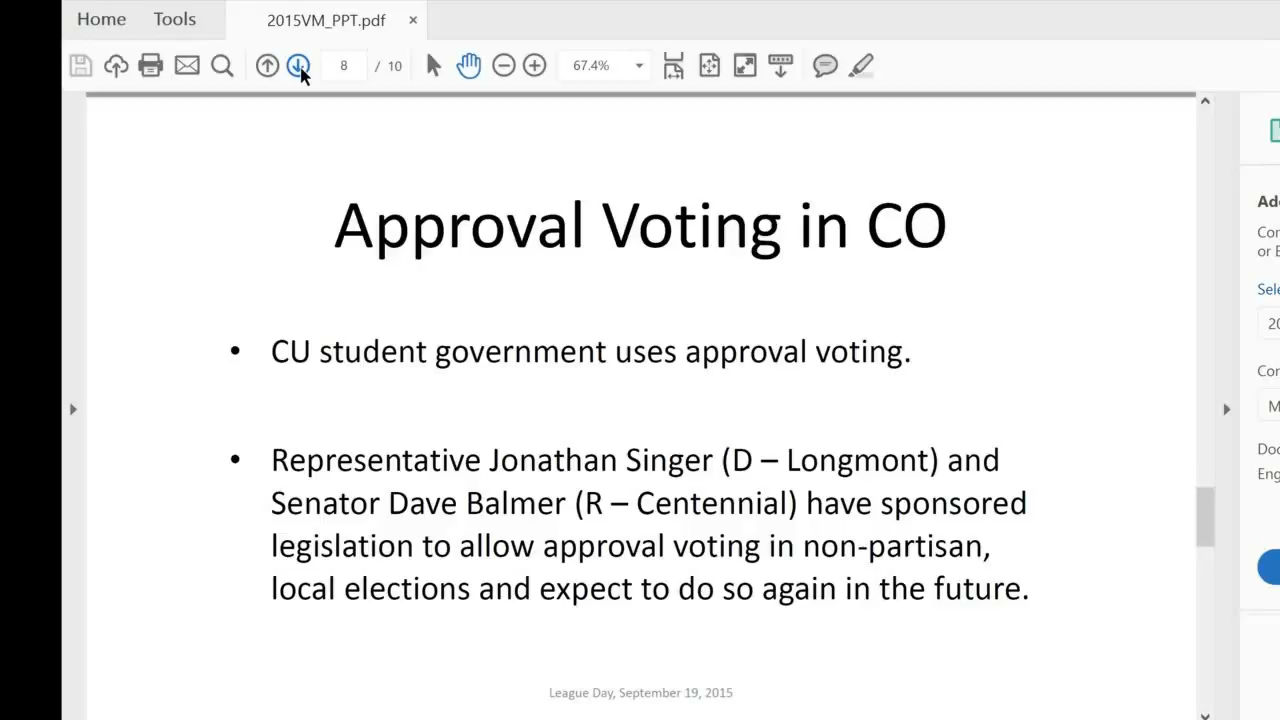 Home Tools 2015VM_PPT.pdf ×
8 / 10 67.4%
Approval Voting in CO
• CU student government uses approval voting.
• Representative Jonathan Singer (D – Longmont) and
Senator Dave Balmer (R – Centennial) have sponsored
legislation to allow approval voting in non-partisan,
local elections and expect to do so again in the future.
League Day, September 19, 2015